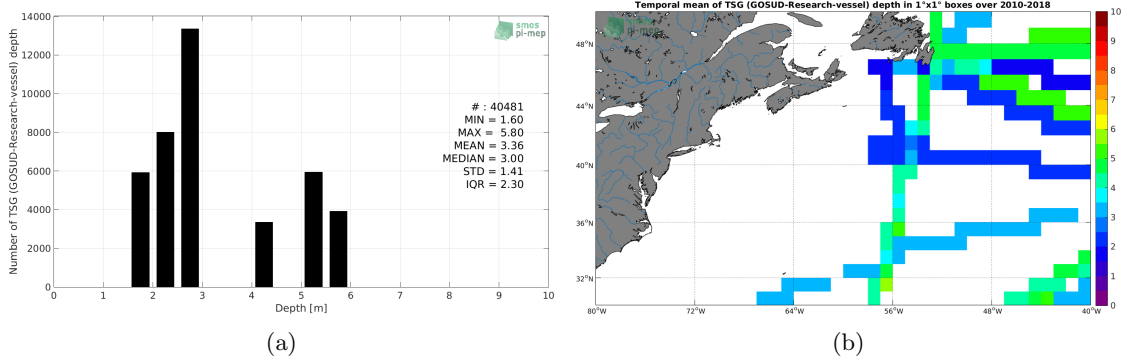 14000
12000
10000
8000
6000
4000
2000
0
Number of TSG (GOSUD-Research-vessel) depth
smos
pi-mep
# : 40481
MIN = 1.60
MAX = 5.80
MEAN = 3.36
MEDIAN = 3.00
STD = 1.41
IQR = 2.30
0 1 2 3 4 5 6 7 8 9 10
Depth [m]
(a)
Temporal mean of TSG (GOSUD-Research-vessel) depth in 1°x1° boxes over 2010-2018
smos
pi-mep
48°N
44°N
40°N
36°N
32°N
80°W 72°W 64°W 56°W 48°W 40°W
10
9
8
7
6
5
4
3
2
1
0
(b)